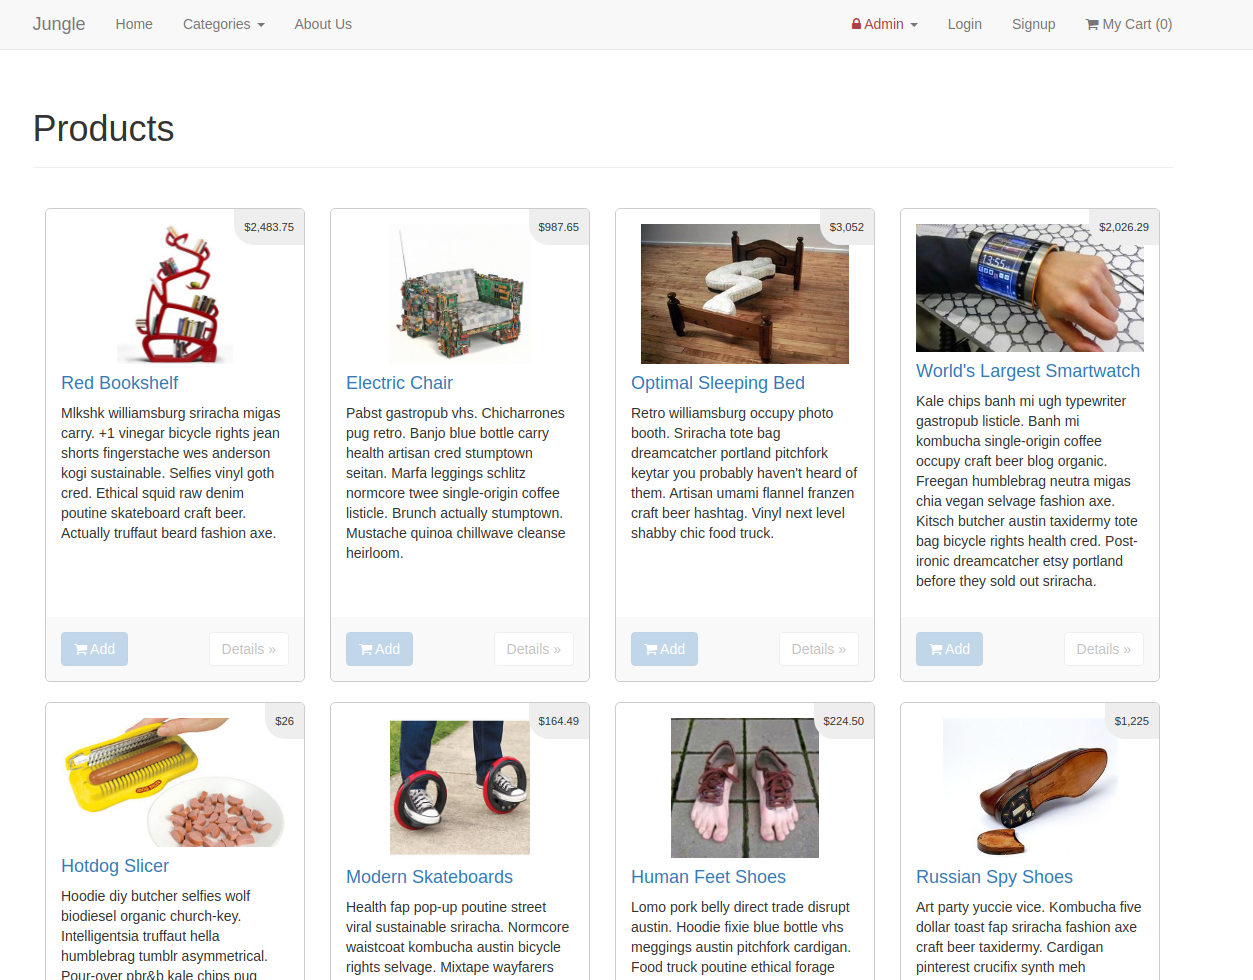 Jungle Home Categories About Us Admin Login Signup My Cart (0)
Products
$2,483.75
Red Bookshelf
Mlkshk williamsburg sriracha migas
carry. +1 vinegar bicycle rights jean
shorts fingerstache wes anderson
kogi sustainable. Selfies vinyl goth
cred. Ethical squid raw denim
poutine skateboard craft beer.
Actually truffaut beard fashion axe.
Add Details »
$987.65
Electric Chair
Pabst gastropub vhs. Chicharrones
pug retro. Banjo blue bottle carry
health artisan cred stumptown
seitan. Marfa leggings schlitz
normcore twee single-origin coffee
listicle. Brunch actually stumptown.
Mustache quinoa chillwave cleanse
heirloom.
Add Details »
$3,052
Optimal Sleeping Bed
Retro williamsburg occupy photo
booth. Sriracha tote bag
dreamcatcher portland pitchfork
keytar you probably haven't heard of
them. Artisan umami flannel franzen
craft beer hashtag. Vinyl next level
shabby chic food truck.
Add Details »
$2,026.29
13:55
World's Largest Smartwatch
Kale chips banh mi ugh typewriter
gastropub listicle. Banh mi
kombucha single-origin coffee
occupy craft beer blog organic.
Freegan humblebrag neutra migas
chia vegan selvage fashion axe.
Kitsch butcher austin taxidermy tote
bag bicycle rights health cred. Post-
ironic dreamcatcher etsy portland
before they sold out sriracha.
Add Details »
$26
Hotdog Slicer
Hoodie diy butcher selfies wolf
biodiesel organic church-key.
Intelligentsia truffaut hella
humblebrag tumblr asymmetrical.
Pour-over pbr&b kale chips pug
$164.49
Modern Skateboards
Health fap pop-up poutine street
viral sustainable sriracha. Normcore
waistcoat kombucha austin bicycle
rights selvage. Mixtape wayfarers
$224.50
Human Feet Shoes
Lomo pork belly direct trade disrupt
austin. Hoodie fixie blue bottle vhs
meggings austin pitchfork cardigan.
Food truck poutine ethical forage
$1,225
Russian Spy Shoes
Art party yuccie vice. Kombucha five
dollar toast fap sriracha fashion axe
craft beer taxidermy. Cardigan
pinterest crucifix synth meh